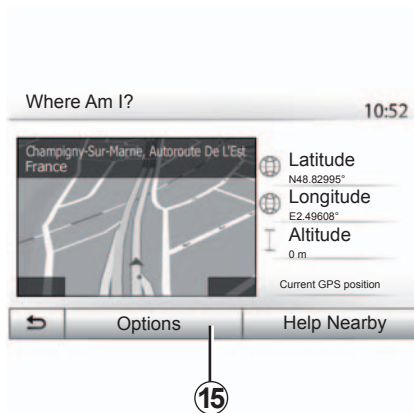 Where Am I?
10:52
Champigny-Sur-Marne, Autoroute De L'Est
France
Latitude
N48.82995°
Longitude
E2.49608°
Altitude
0 m
Current GPS position
Options
Help Nearby
15